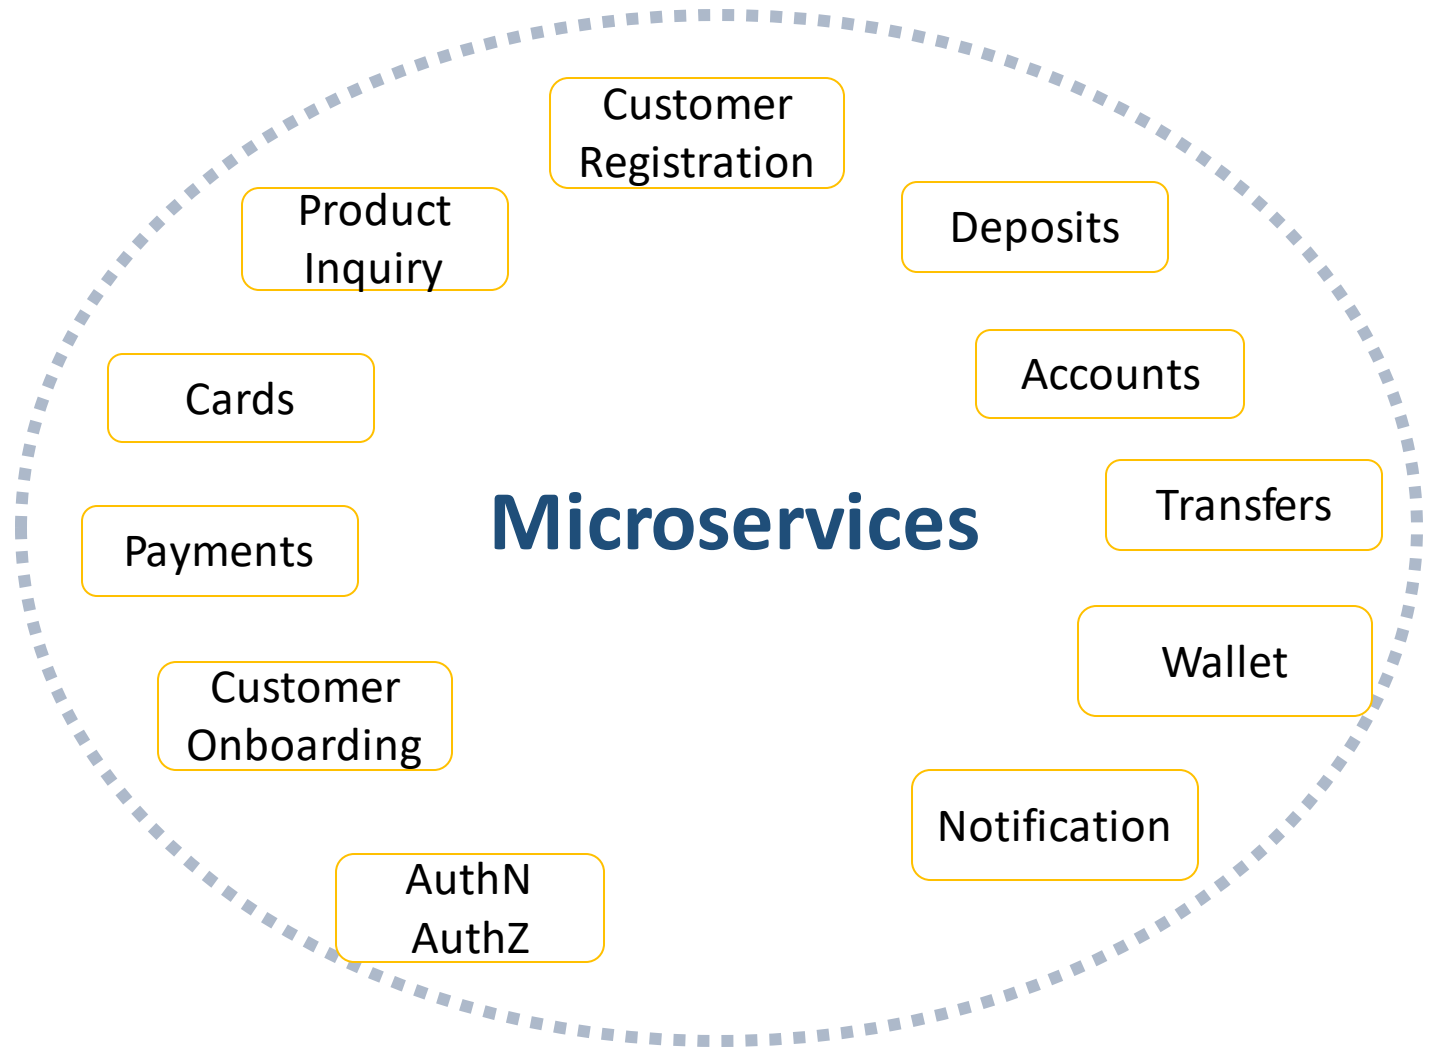 Customer
Registration
Product
Inquiry
Deposits
Cards
Accounts
Microservices
Transfers
Payments
Customer
Onboarding
Wallet
Notification
AuthN
AuthZ